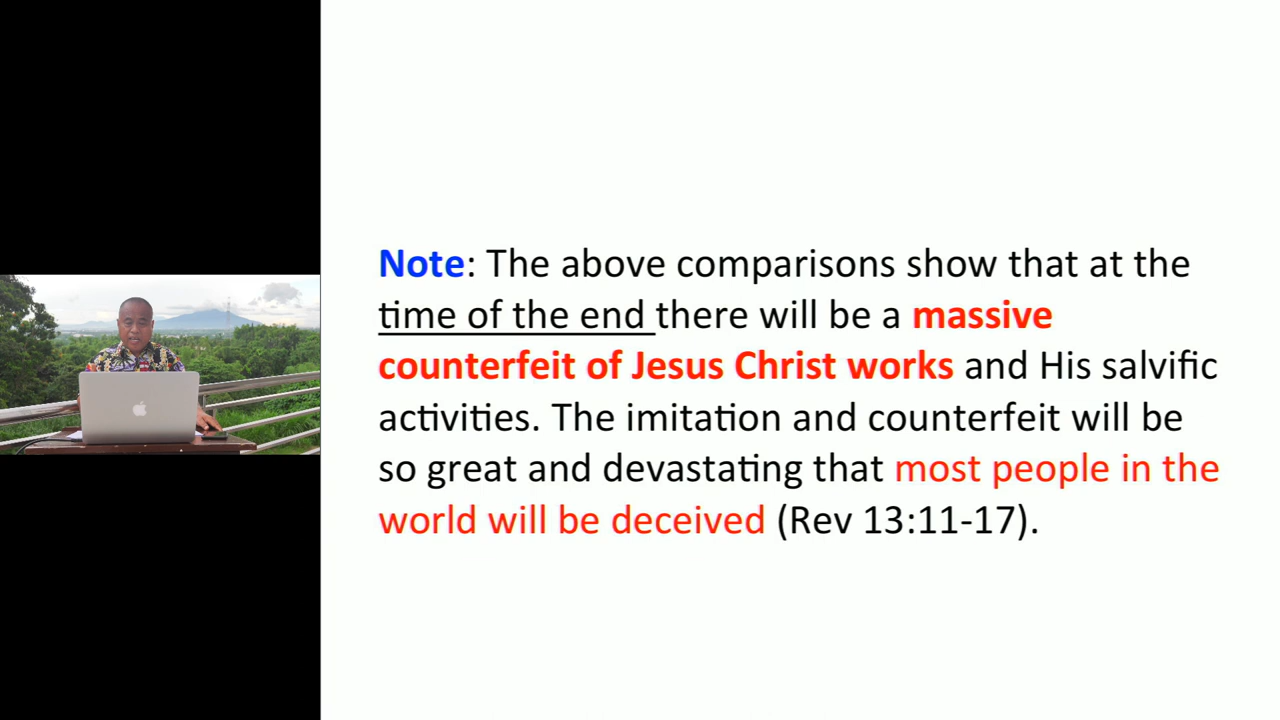 Note: The above comparisons show that at the
time of the end there will be a massive
counterfeit of Jesus Christ works and His salvific
activities. The imitation and counterfeit will be
so great and devastating that most people in the
world will be deceived (Rev 13:11-17).